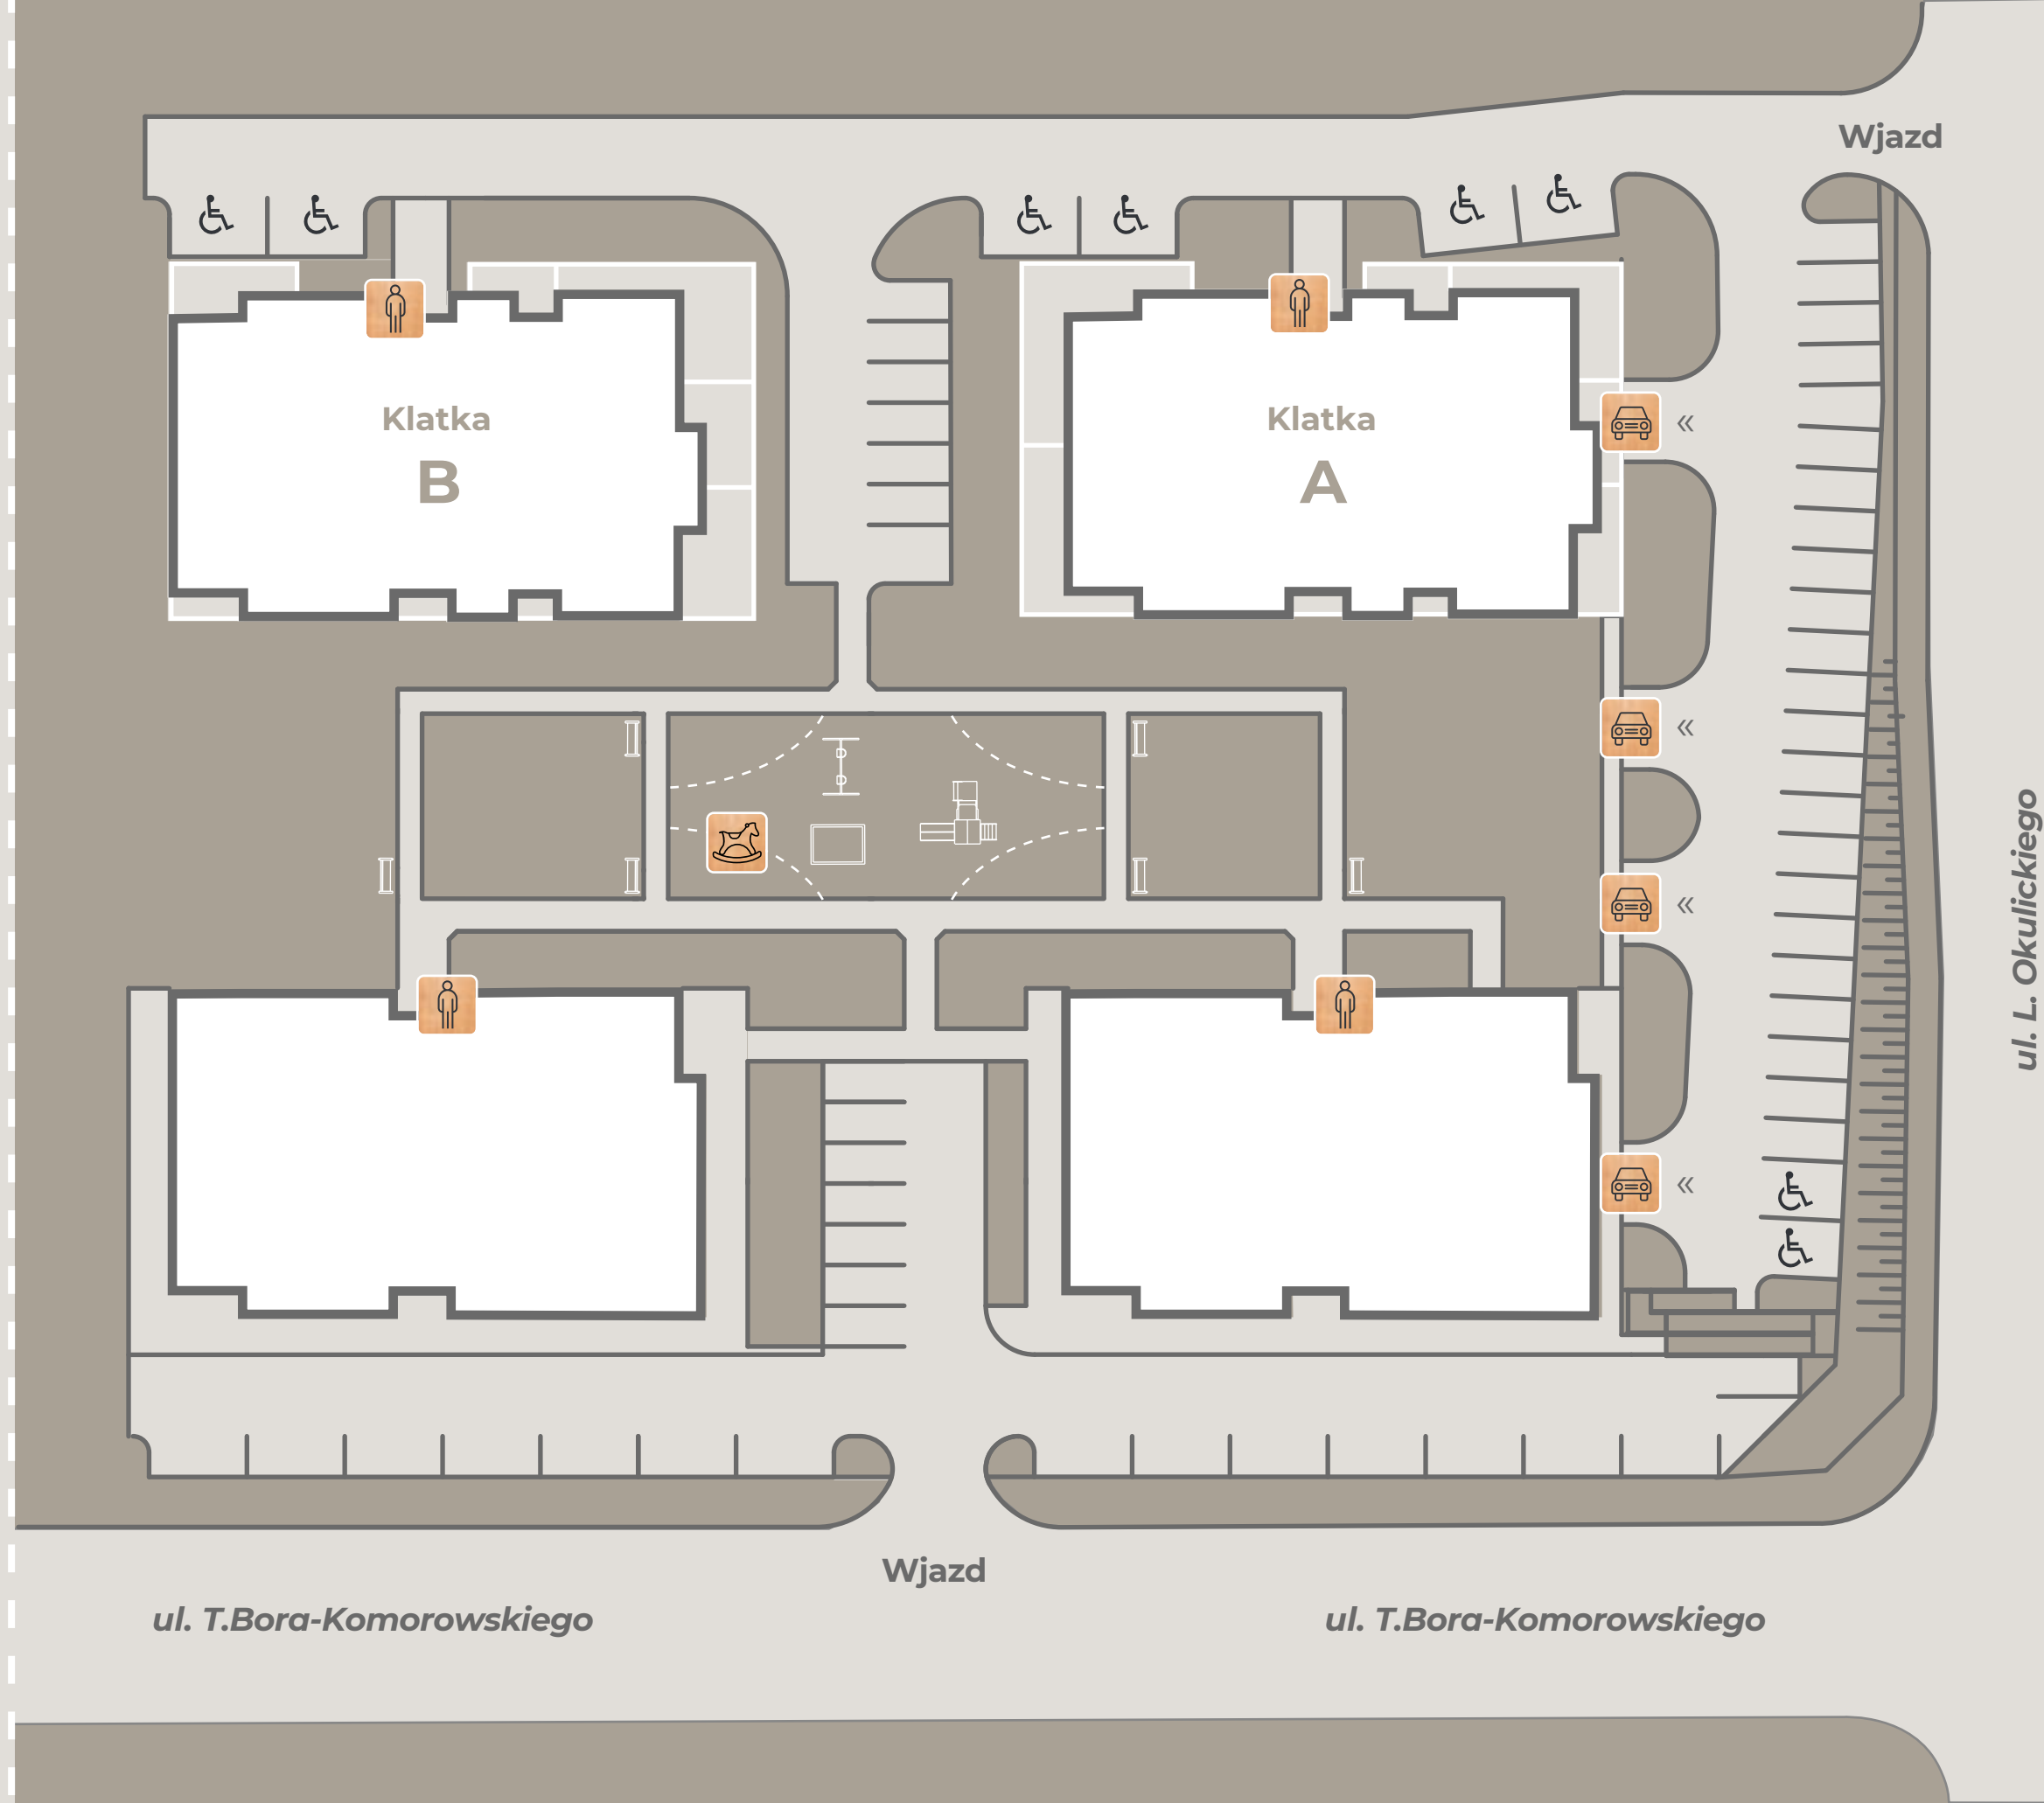 Wjazd
Klatka
B
Klatka
A
ul. L. Okulickiego
Wjazd
ul. T.Bora-Komorowskiego
ul. T.Bora-Komorowskiego